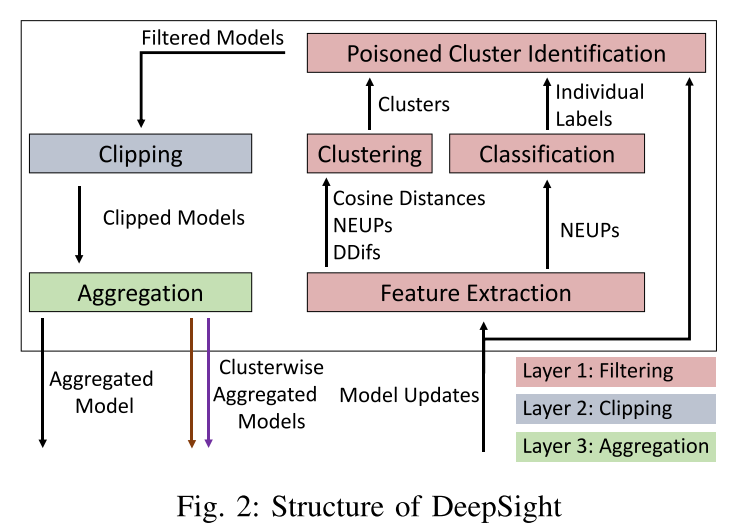 Filtered Models
Poisoned Cluster Identification
Clusters
Individual
Labels
Clipping
Clustering
Classification
Clipped Models
Cosine Distances
NEUPs
DDifs
NEUPs
Aggregation
Feature Extraction
Aggregated
Model
Clusterwise
Aggregated
Models
Model Updates
Layer 1: Filtering
Layer 2: Clipping
Layer 3: Aggregation
Fig. 2: Structure of DeepSight